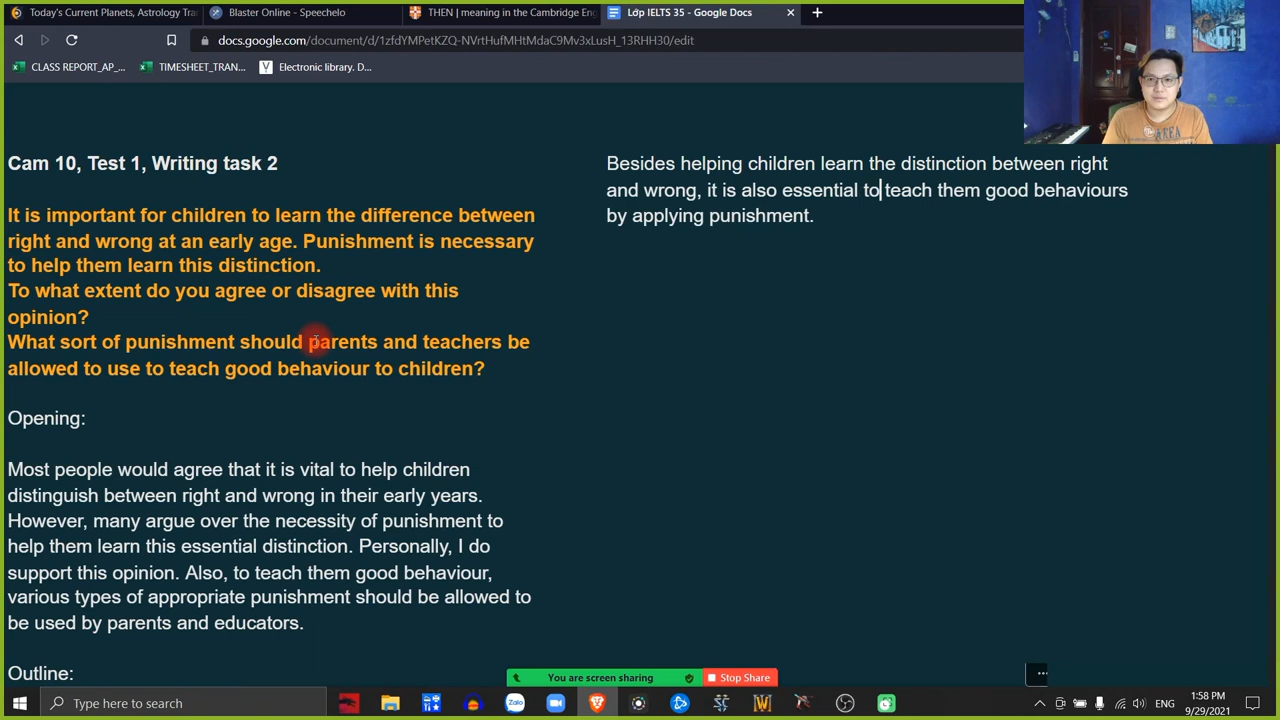 Today's Current Planets, Astrology Tra
Blaster Online - Speechelo
THEN | meaning in the Cambridge Eng
Lớp IELTS 35 - Google Docs
docs.google.com/document/d/1zfdYMPetKZQ-NVrtHufMHtMdaC9Mv3xLusH_13RHH30/edit
CLASS REPORT_AP_...
TIMESHEET_TRAN...
Electronic library. D...
Cam 10, Test 1, Writing task 2
It is important for children to learn the difference between
right and wrong at an early age. Punishment is necessary
to help them learn this distinction.
To what extent do you agree or disagree with this
opinion?
What sort of punishment should parents and teachers be
allowed to use to teach good behaviour to children?
Opening:
Most people would agree that it is vital to help children
distinguish between right and wrong in their early years.
However, many argue over the necessity of punishment to
help them learn this essential distinction. Personally, I do
support this opinion. Also, to teach them good behaviour,
various types of appropriate punishment should be allowed to
be used by parents and educators.
Outline:
Besides helping children learn the distinction between right
and wrong, it is also essential to teach them good behaviours
by applying punishment.
AREA
You are screen sharing
Stop Share
Type here to search
Zalo
ENG
1:58 PM
9/29/2021